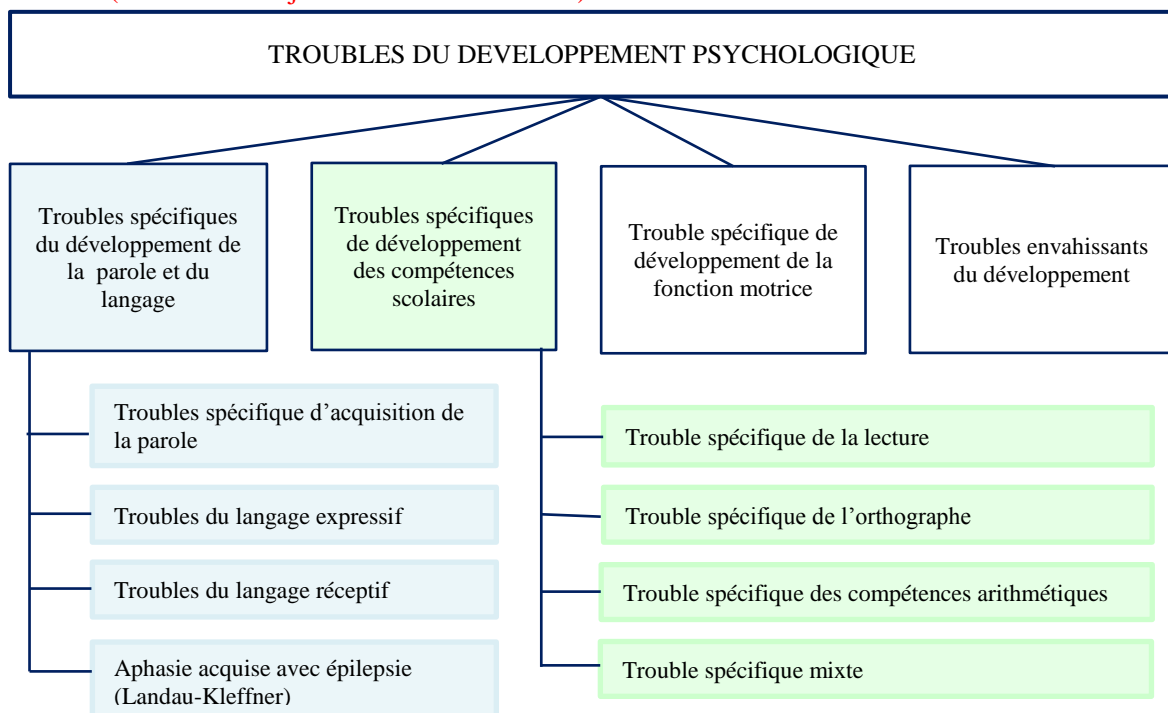 TROUBLES DU DEVELOPPEMENT PSYCHOLOGIQUE
Troubles spécifiques
du développement de
la parole et du
langage
Troubles spécifiques
de développement
des compétences
scolaires
Trouble spécifique de
développement de la
fonction motrice
Troubles envahissants
du développement
Troubles spécifique d’acquisition de
la parole
Troubles du langage expressif
Troubles du langage réceptif
Aphasie acquise avec épilepsie
(Landau-Kleffner)
Trouble spécifique de la lecture
Trouble spécifique de l’orthographe
Trouble spécifique des compétences arithmétiques
Trouble spécifique mixte